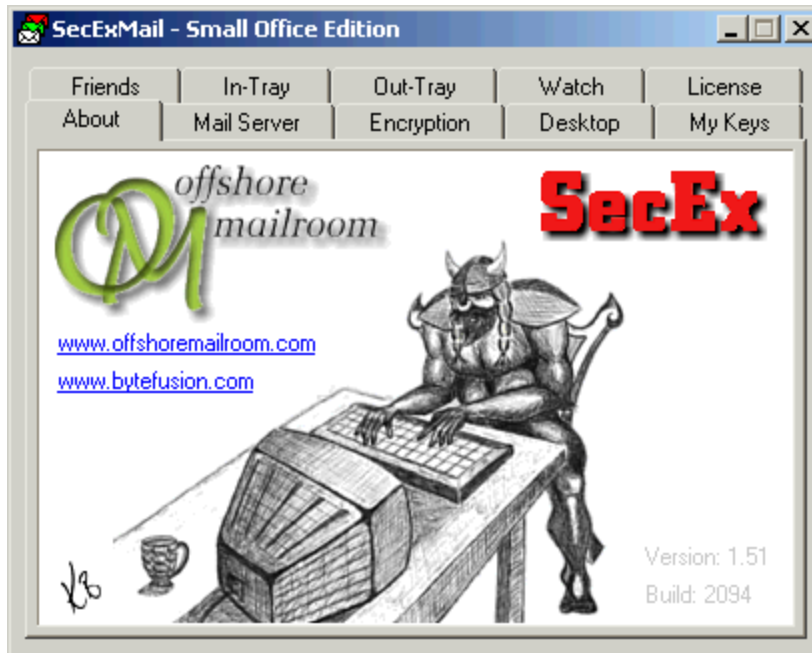 SecExMail - Small Office Edition
Friends In-Tray Out-Tray Watch License
About Mail Server Encryption Desktop My Keys
offshore
mailroom
SecEx
www.offshoremailroom.com
www.bytefusion.com
Version: 1.51
Build: 2094